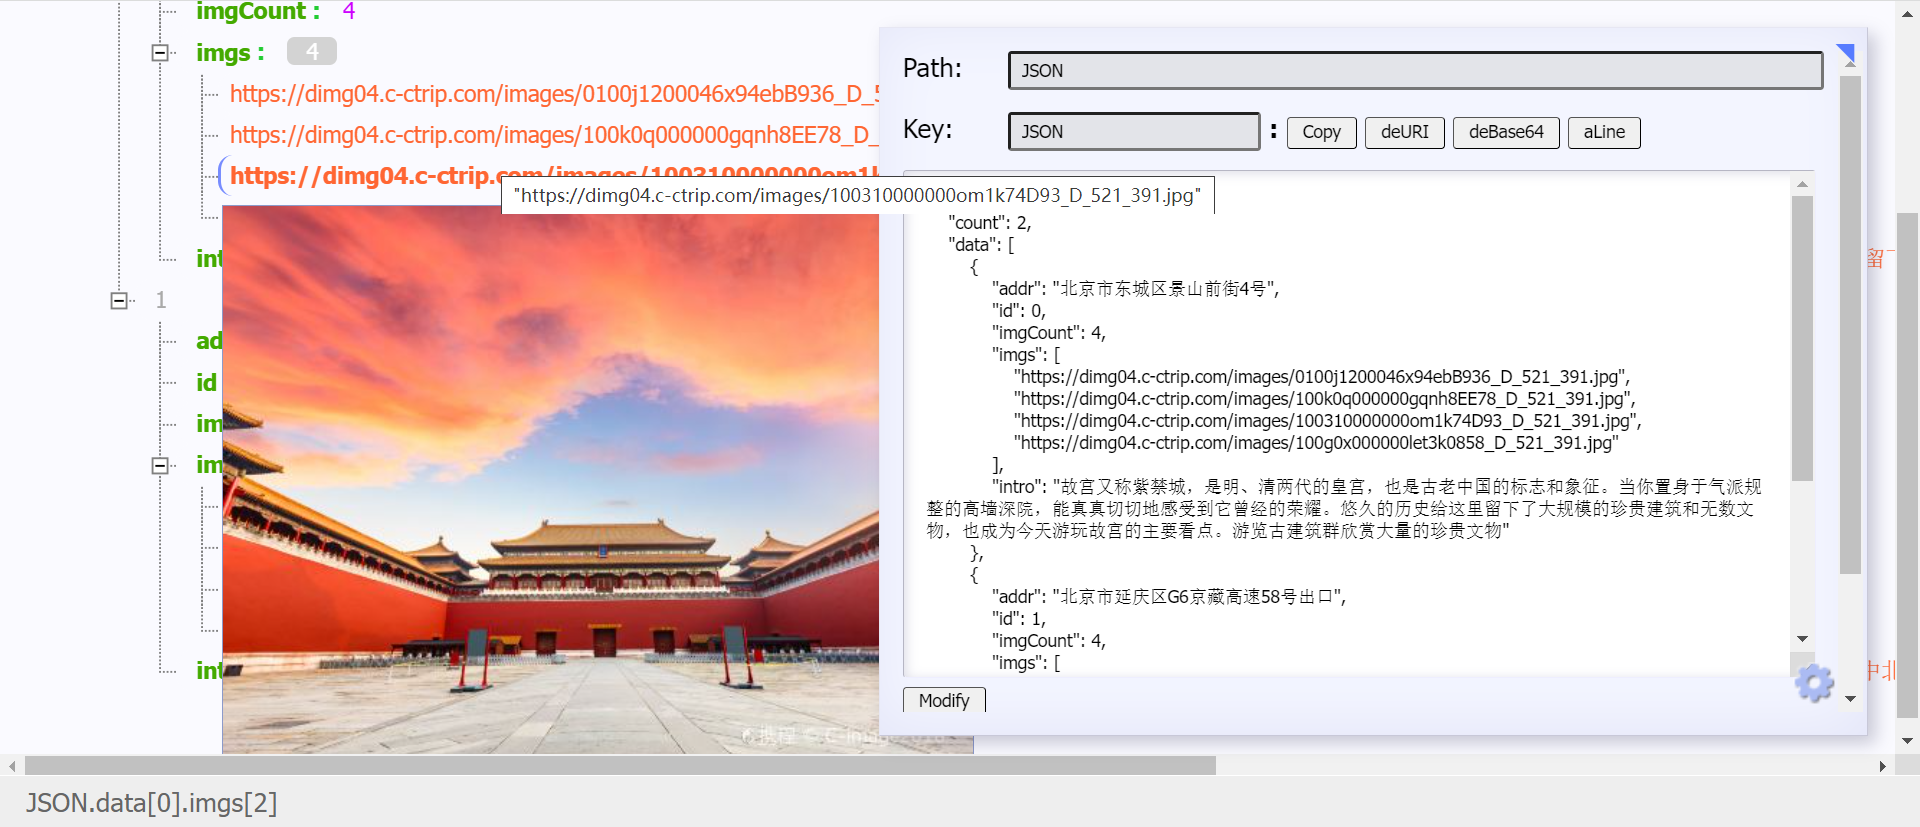 imgCount : 4
imgs : 4
https://dimg04.c-ctrip.com/images/0100j1200046x94ebB936_D_5
https://dimg04.c-ctrip.com/images/100k0q000000gqnh8EE78_D_
https://dimg04.c-ctrip.com/images/100310000000om1k
"https://dimg04.c-ctrip.com/images/100310000000om1k74D93_D_521_391.jpg"
int
1
ad
id
im
im
int
携程 © C-image2018
Path: JSON
Key: JSON : Copy deURI deBase64 aLine
"count": 2,
"data": [
{
"addr": "北京市东城区景山前街4号",
"id": 0,
"imgCount": 4,
"imgs": [
"https://dimg04.c-ctrip.com/images/0100j1200046x94ebB936_D_521_391.jpg",
"https://dimg04.c-ctrip.com/images/100k0q000000gqnh8EE78_D_521_391.jpg",
"https://dimg04.c-ctrip.com/images/100310000000om1k74D93_D_521_391.jpg",
"https://dimg04.c-ctrip.com/images/100g0x000000let3k0858_D_521_391.jpg"
],
"intro": "故宫又称紫禁城，是明、清两代的皇宫，也是古老中国的标志和象征。当你置身于气派规
整的高墙深院，能真真切切地感受到它曾经的荣耀。悠久的历史给这里留下了大规模的珍贵建筑和无数文
物，也成为今天游玩故宫的主要看点。游览古建筑群欣赏大量的珍贵文物"
},
{
"addr": "北京市延庆区G6京藏高速58号出口",
"id": 1,
"imgCount": 4,
"imgs": [
Modify
留
中北
JSON.data[0].imgs[2]